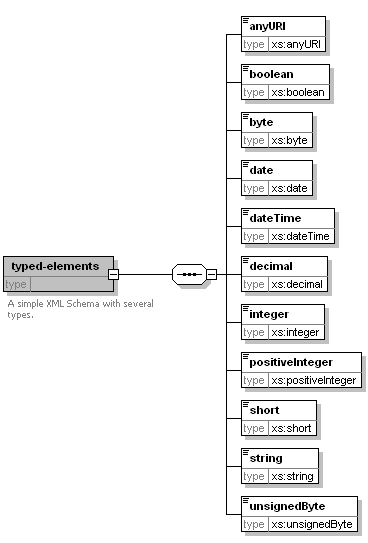 anyURI
type xs:anyURI
boolean
type xs:boolean
byte
type xs:byte
date
type xs:date
dateTime
type xs:dateTime
typed-elements
type
A simple XML Schema with several
types.
decimal
type xs:decimal
integer
type xs:integer
positiveInteger
type xs:positiveInteger
short
type xs:short
string
type xs:string
unsignedByte
type xs:unsignedByte